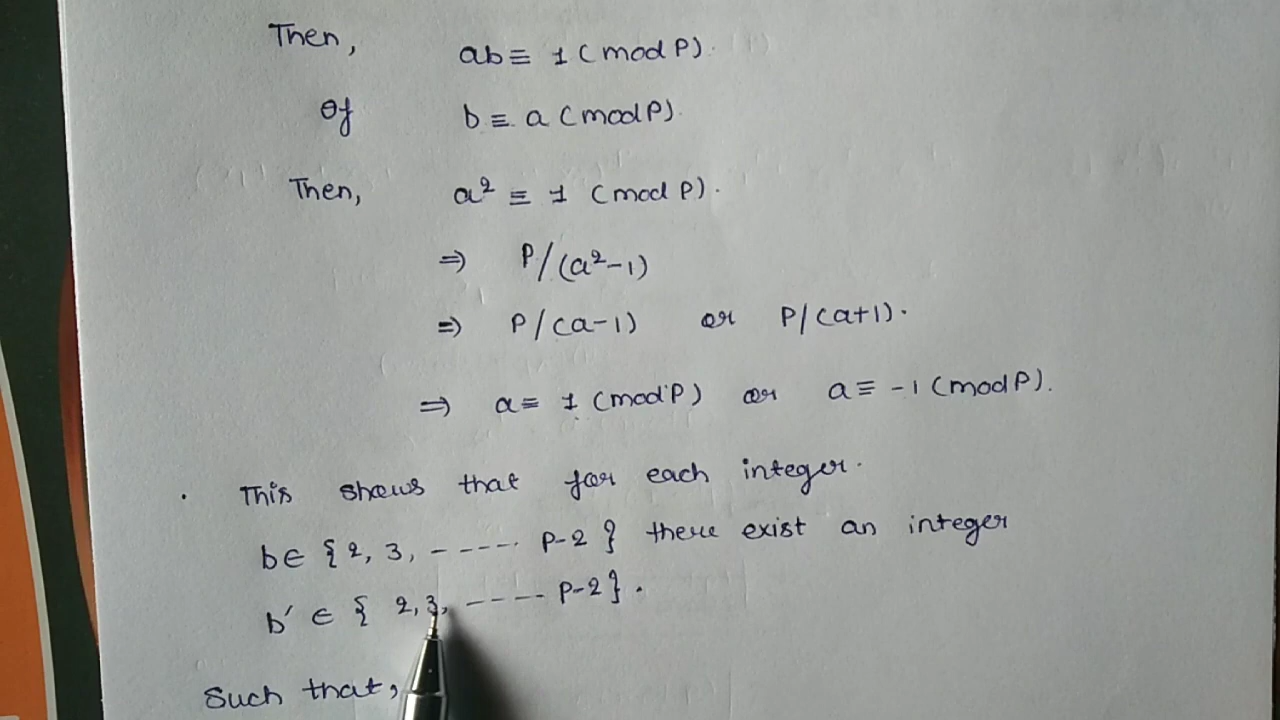 Then, ab ≡ 1 (mod P).
If b ≡ a (mod P).
Then, a² ≡ 1 (mod P).
⇒ P/(a²-1)
⇒ P/(a-1) or P/(a+1).
⇒ a ≡ 1 (mod P) or a ≡ -1 (mod P).
. This shows that for each integer.
b ∈ {2, 3, ------ P-2} there exist an integer
b′ ∈ { 2, 3, ---- P-2}.
Such that,